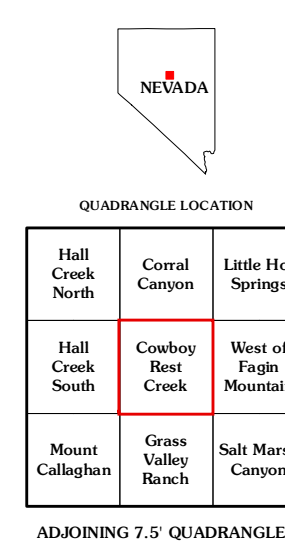 NEVADA
QUADRANGLE LOCATION
Hall
Creek
North
Corral
Canyon
Little Ho
Springs
Hall
Creek
South
Cowboy
Rest
Creek
West of
Fagin
Mountain
Mount
Callaghan
Grass
Valley
Ranch
Salt Mars
Canyon
ADJOINING 7.5' QUADRANGLE